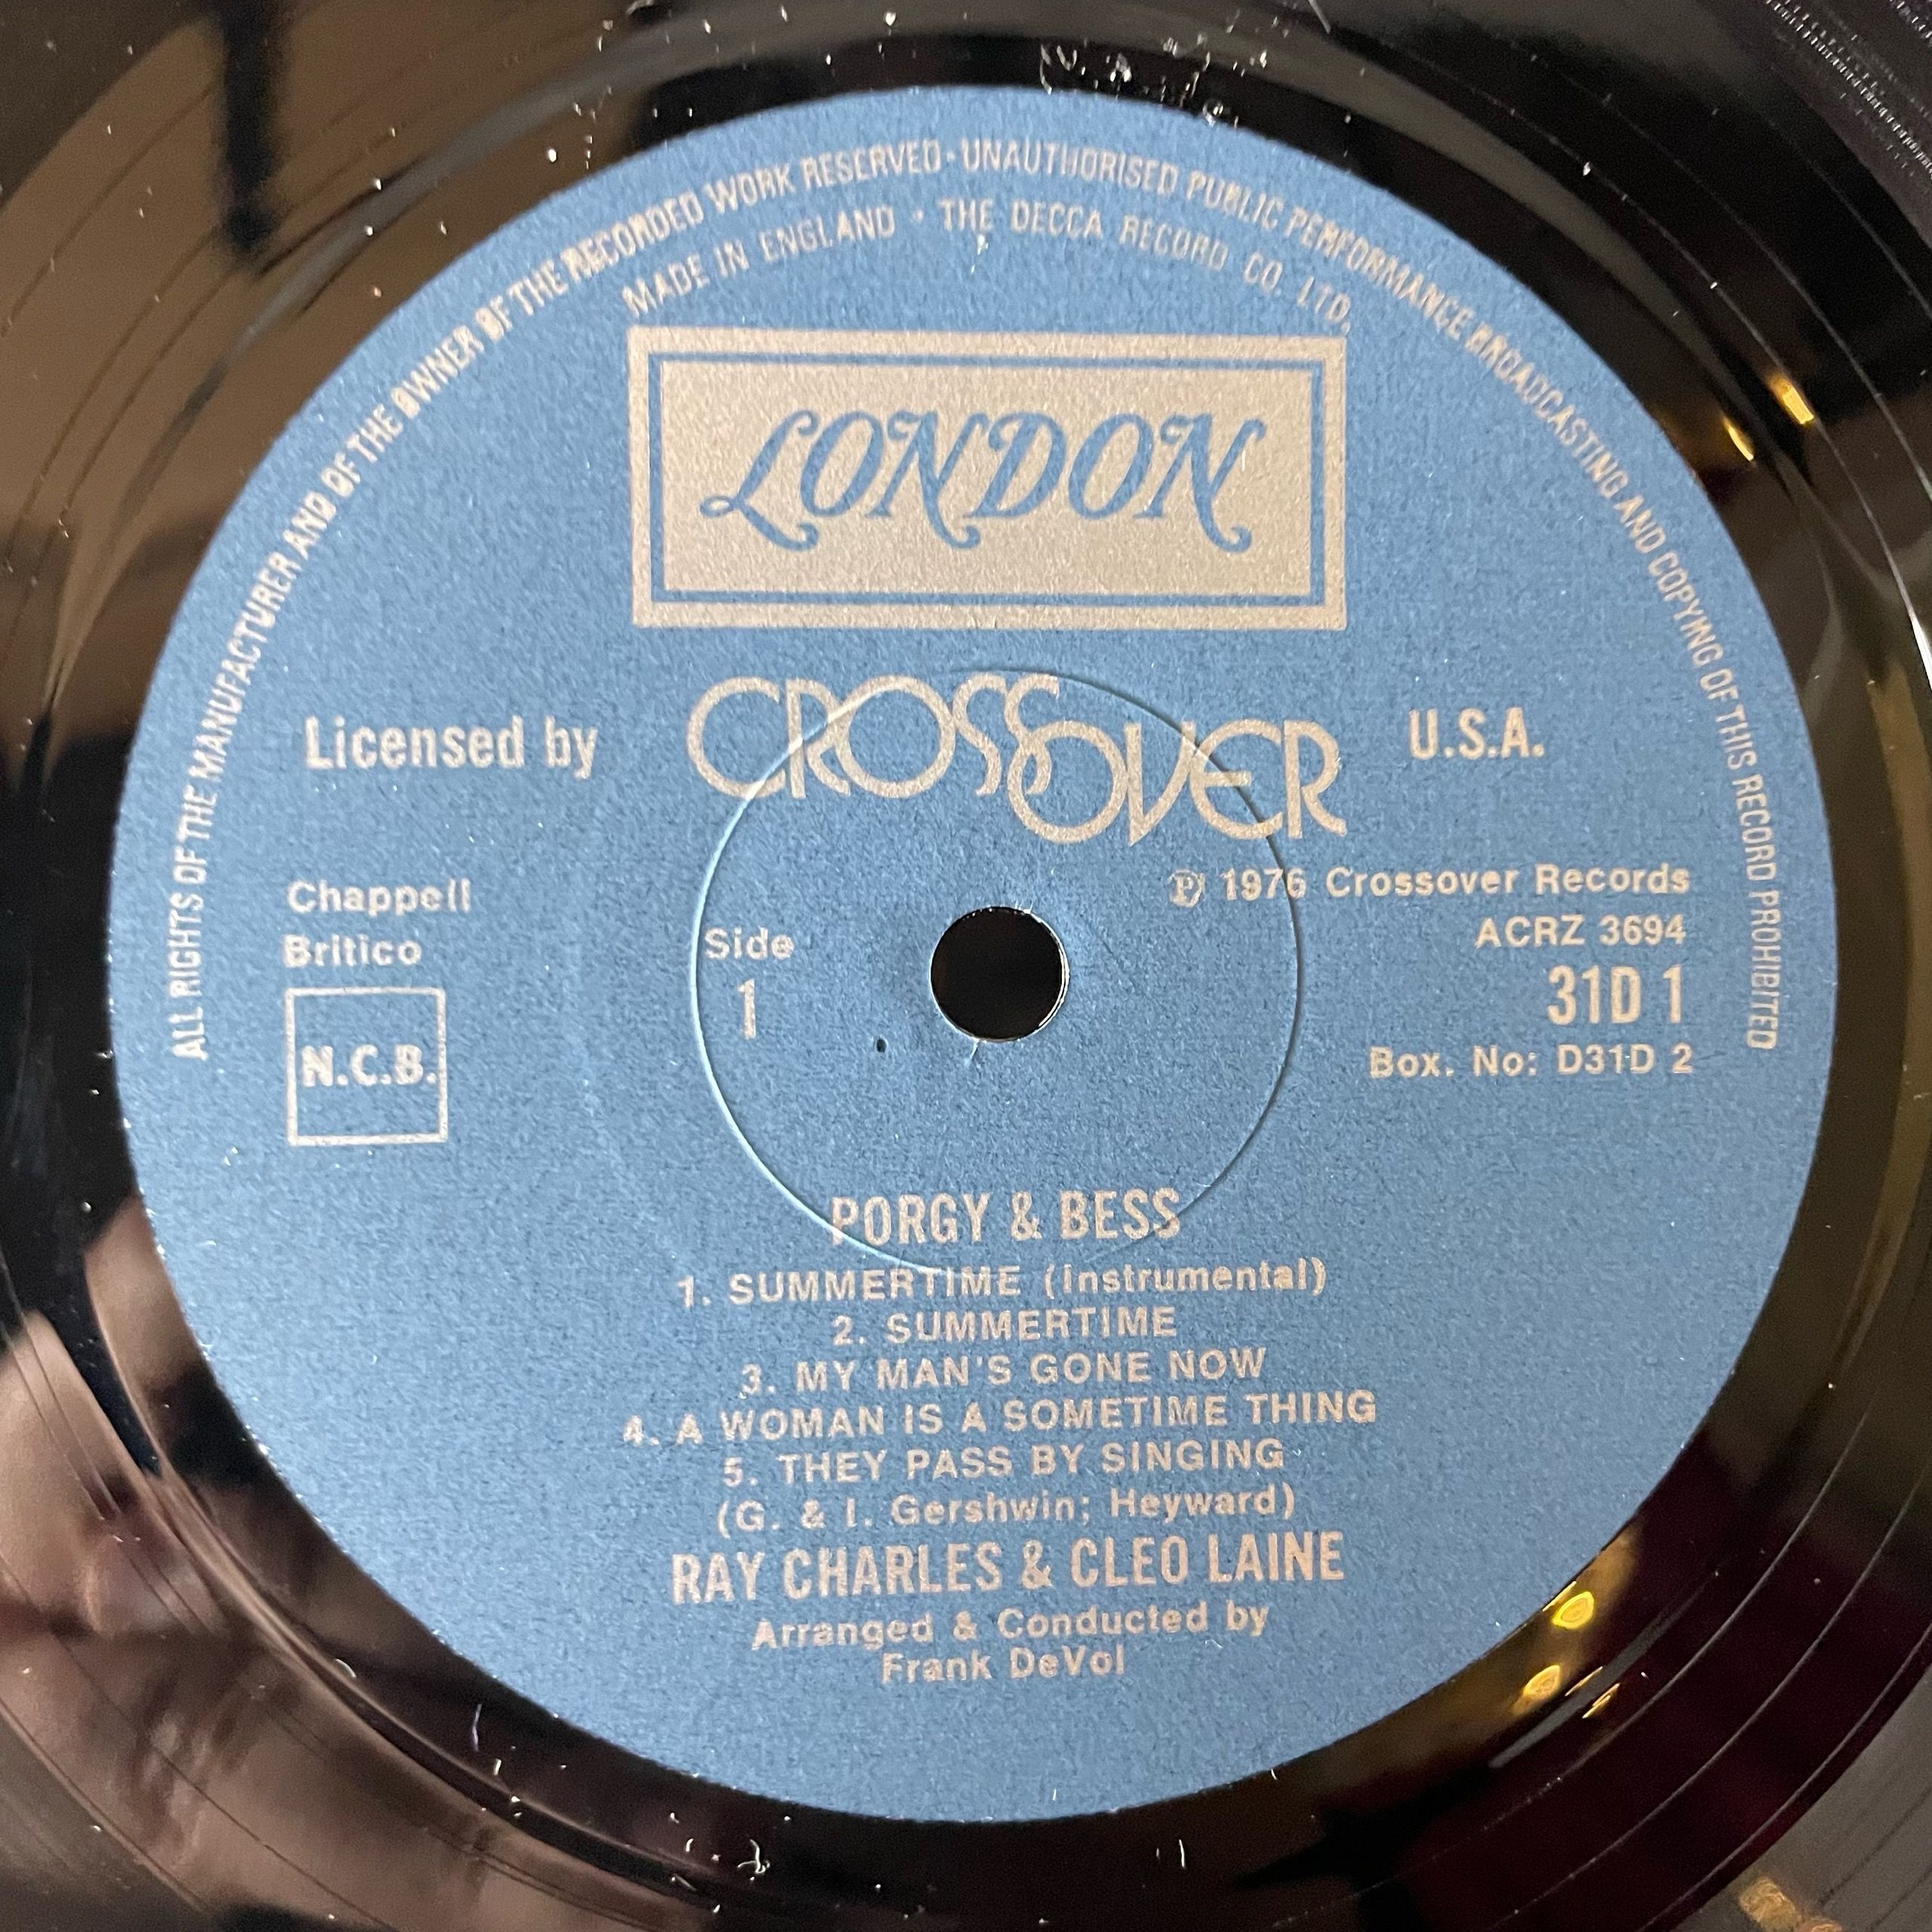 ALL RIGHTS OF THE MANUFACTURER AND OF THE OWNER OF THE RECORDED WORK RESERVED · UNAUTHORISED PUBLIC PERFORMANCE BROADCASTING AND COPYING OF THIS RECORD PROHIBITED
MADE IN ENGLAND · THE DECCA RECORD CO. LTD.
LONDON
Licensed by CROSSOVER U.S.A.
℗ 1976 Crossover Records
Chappell
ACRZ 3694
Britico
Side
31D 1
1
N.C.B.
Box. No: D31D 2
PORGY & BESS
1. SUMMERTIME (Instrumental)
2. SUMMERTIME
3. MY MAN'S GONE NOW
4. A WOMAN IS A SOMETIME THING
5. THEY PASS BY SINGING
(G. & I. Gershwin; Heyward)
RAY CHARLES & CLEO LAINE
Arranged & Conducted by
Frank DeVol